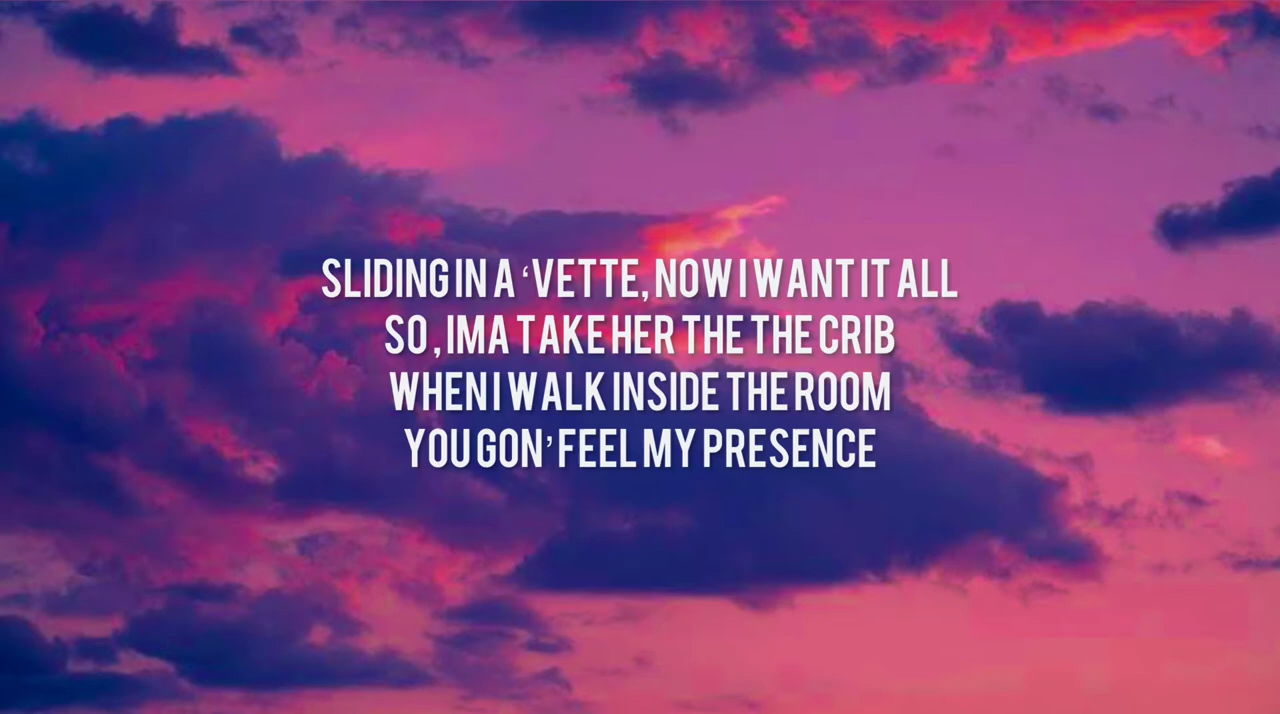 SLIDING IN A ‘VETTE, NOW I WANT IT ALL
SO , IMA TAKE HER THE THE CRIB
WHEN I WALK INSIDE THE ROOM
YOU GON’ FEEL MY PRESENCE